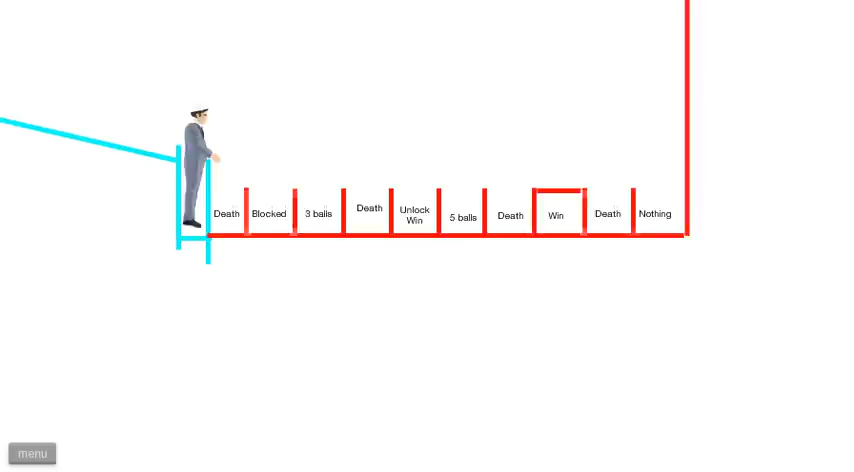 Death
Blocked
3 balls
Death
Unlock
Win
5 balls
Death
Win
Death
Nothing
menu